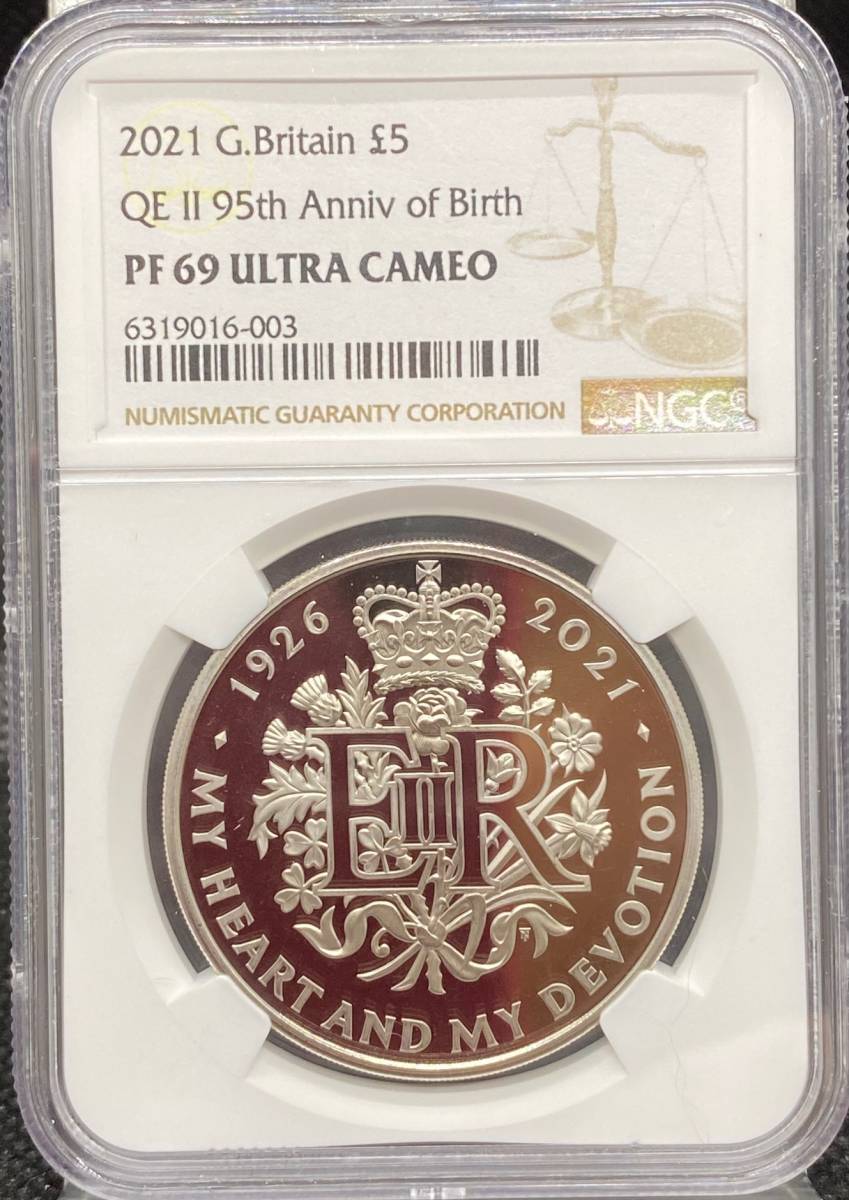 2021 G.Britain £5
QE II 95th Anniv of Birth
PF 69 ULTRA CAMEO
6319016-003
NUMISMATIC GUARANTY CORPORATION
NGC
1926
2021
E II R
MY HEART AND MY DEVOTION